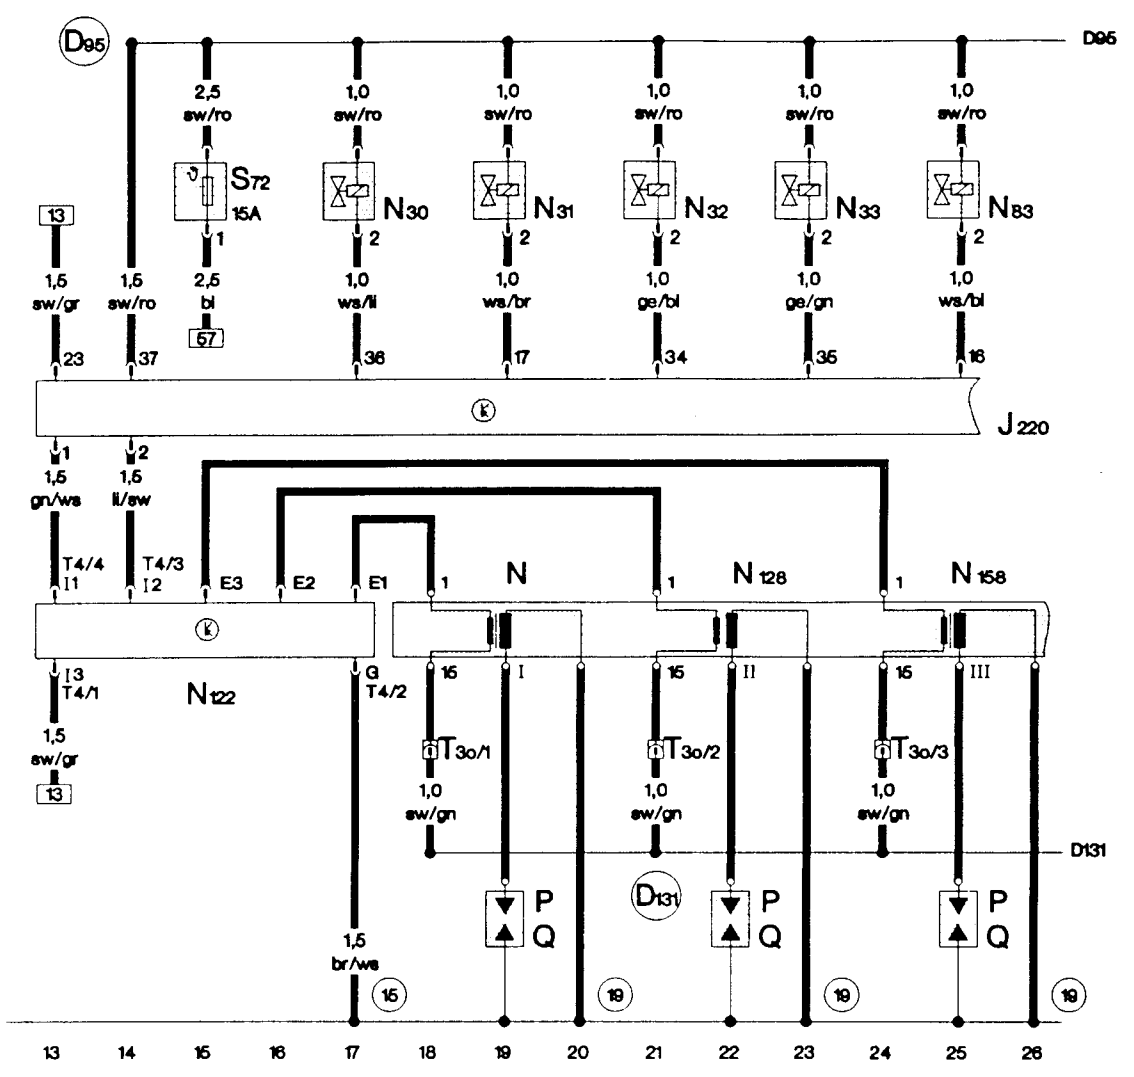 D95 D95
2,5 1,0 1,0 1,0 1,0 1,0
sw/ro sw/ro sw/ro sw/ro sw/ro sw/ro
S72 N30 N31 N32 N33 N83
13 15A
1 2 2 2 2 2
1,5 1,5 2,5 1,0 1,0 1,0 1,0 1,0
sw/gr sw/ro bl ws/li ws/br ge/bl ge/gn ws/bl
67
23 37 36 17 34 35 16
J220
1 2
1,5 1,5
gn/ws li/sw
T4/4 T4/3
I1 I2 E3 E2 E1 1 N 1 N128 1 N158
I3 G 15 I 15 II 15 III
T4/1 N122 T4/2
1,5 T3o/1 T3o/2 T3o/3
sw/gr
13 1,0 1,0 1,0
sw/gn sw/gn sw/gn
D131
D131
P P P
Q Q Q
1,5
br/ws
15 19 19 19
13 14 15 16 17 18 19 20 21 22 23 24 25 26